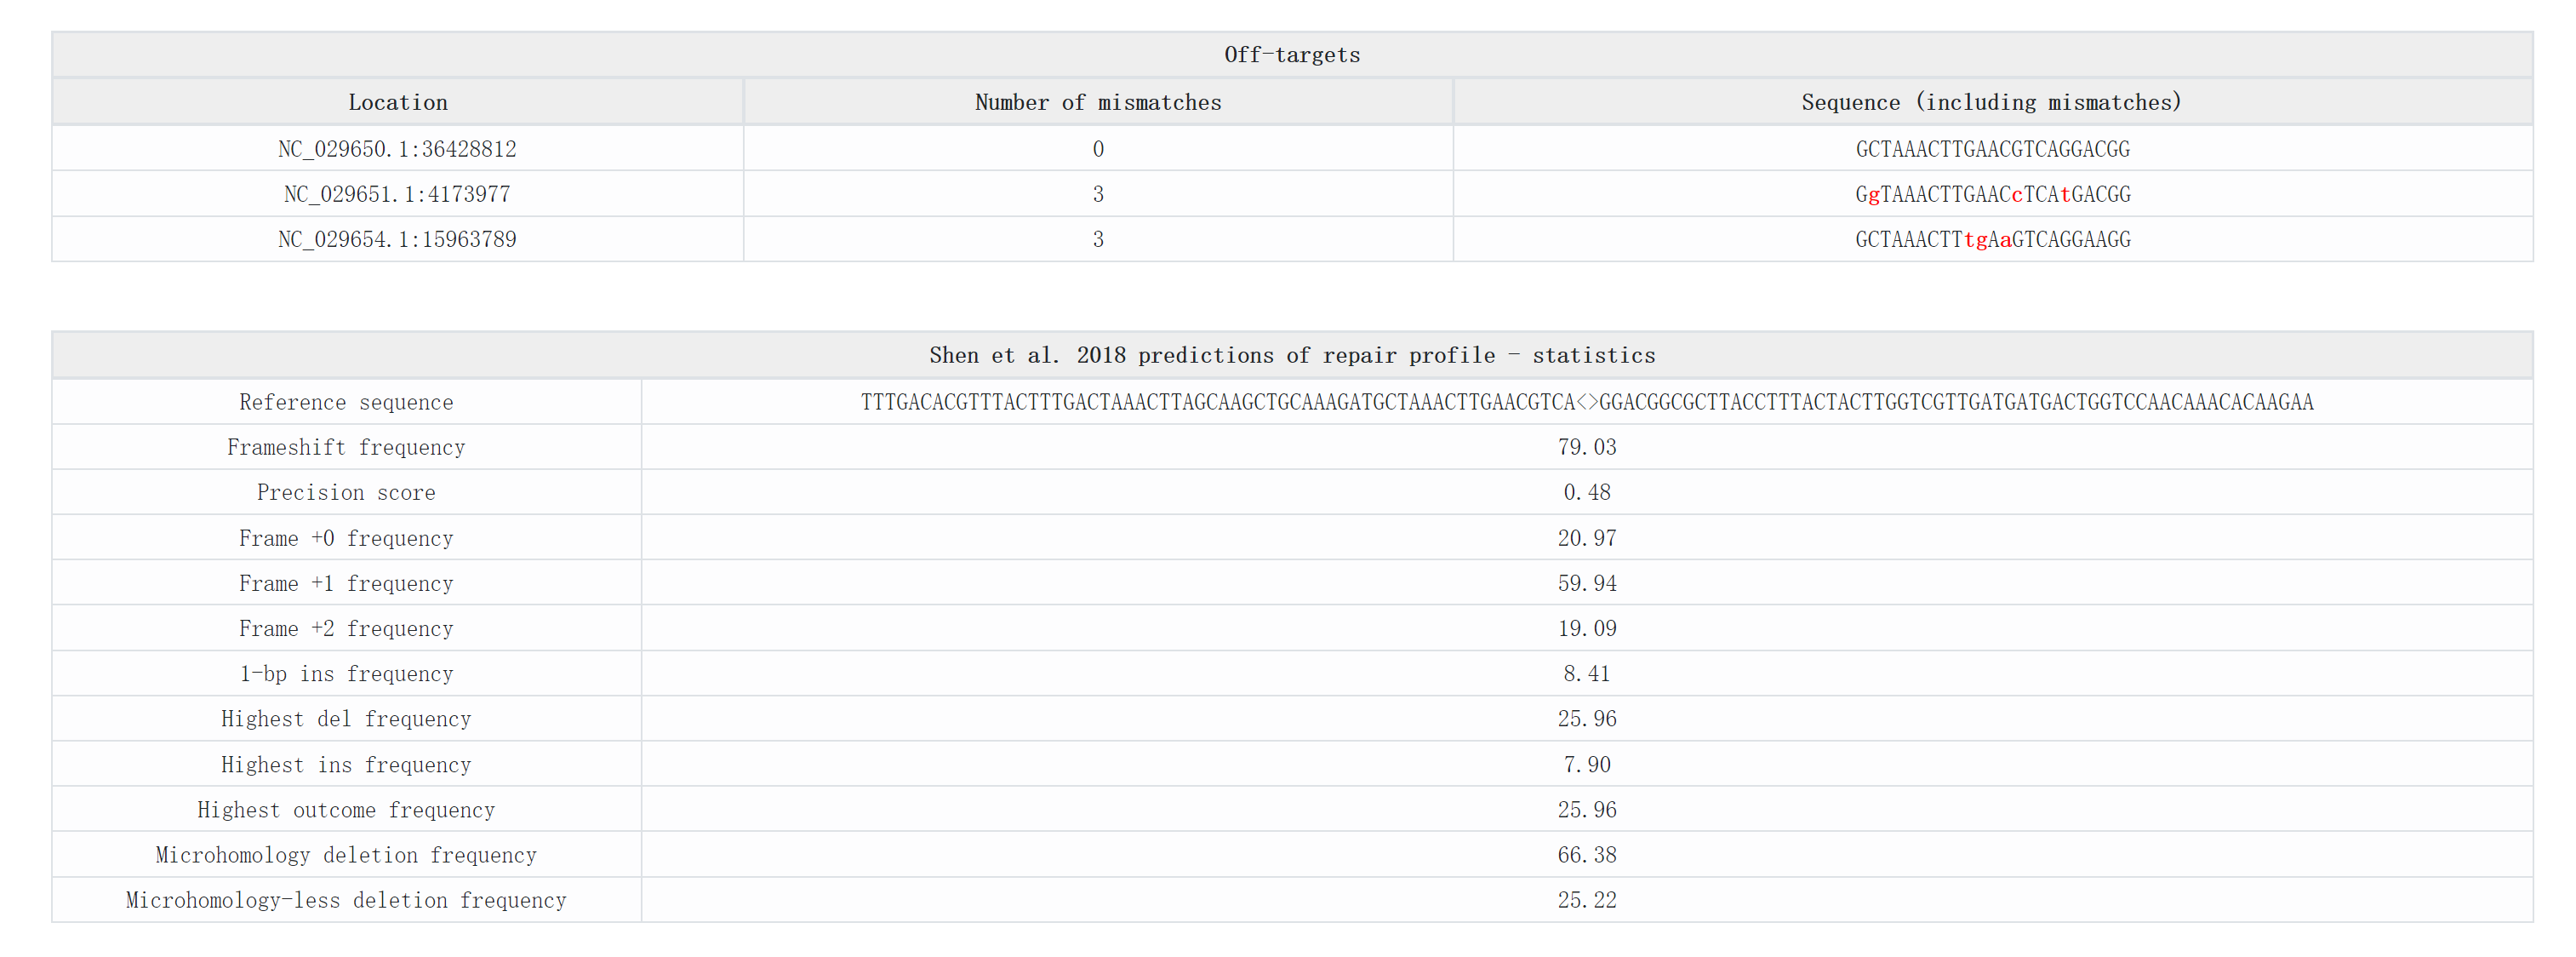 Off-targets
Location Number of mismatches Sequence (including mismatches)
NC_029650.1:36428812 0 GCTAAACTTGAACGTCAGGACGG
NC_029651.1:4173977 3 GgTAAACTTGAACcTCAtGACGG
NC_029654.1:15963789 3 GCTAAACTTtgAaGTCAGGAAGG
Shen et al. 2018 predictions of repair profile - statistics
Reference sequence TTTGACACGTTTACTTTGACTAAACTTAGCAAGCTGCAAAGATGCTAAACTTGAACGTCA<>GGACGGCGCTTACCTTTACTACTTGGTCGTTGATGATGACTGGTCCAACAAACACAAGAA
Frameshift frequency 79.03
Precision score 0.48
Frame +0 frequency 20.97
Frame +1 frequency 59.94
Frame +2 frequency 19.09
1-bp ins frequency 8.41
Highest del frequency 25.96
Highest ins frequency 7.90
Highest outcome frequency 25.96
Microhomology deletion frequency 66.38
Microhomology-less deletion frequency 25.22